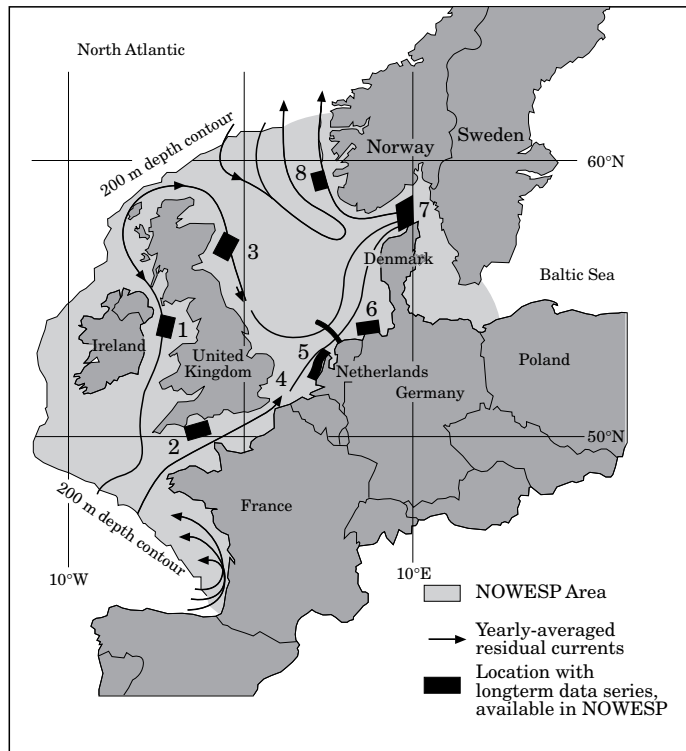 North Atlantic
200 m depth contour
Norway
Sweden
60°N
8
7
3
Denmark
Baltic Sea
6
1
Ireland
United
Kingdom
5
4
Netherlands
Poland
Germany
2
50°N
200 m depth contour
France
10°W
10°E
NOWESP Area
Yearly-averaged
residual currents
Location with
longterm data series,
available in NOWESP